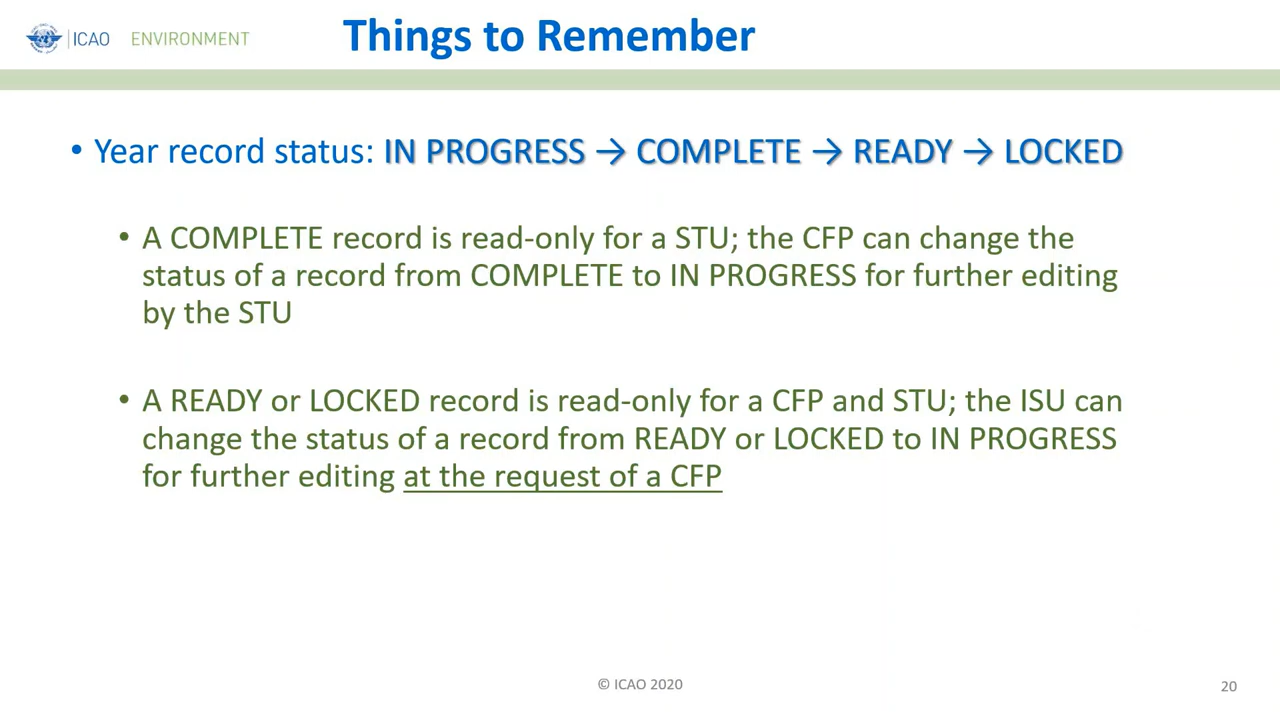 ICAO ENVIRONMENT
Things to Remember
• Year record status: IN PROGRESS → COMPLETE → READY → LOCKED
• A COMPLETE record is read-only for a STU; the CFP can change the
status of a record from COMPLETE to IN PROGRESS for further editing
by the STU
• A READY or LOCKED record is read-only for a CFP and STU; the ISU can
change the status of a record from READY or LOCKED to IN PROGRESS
for further editing at the request of a CFP
© ICAO 2020
20